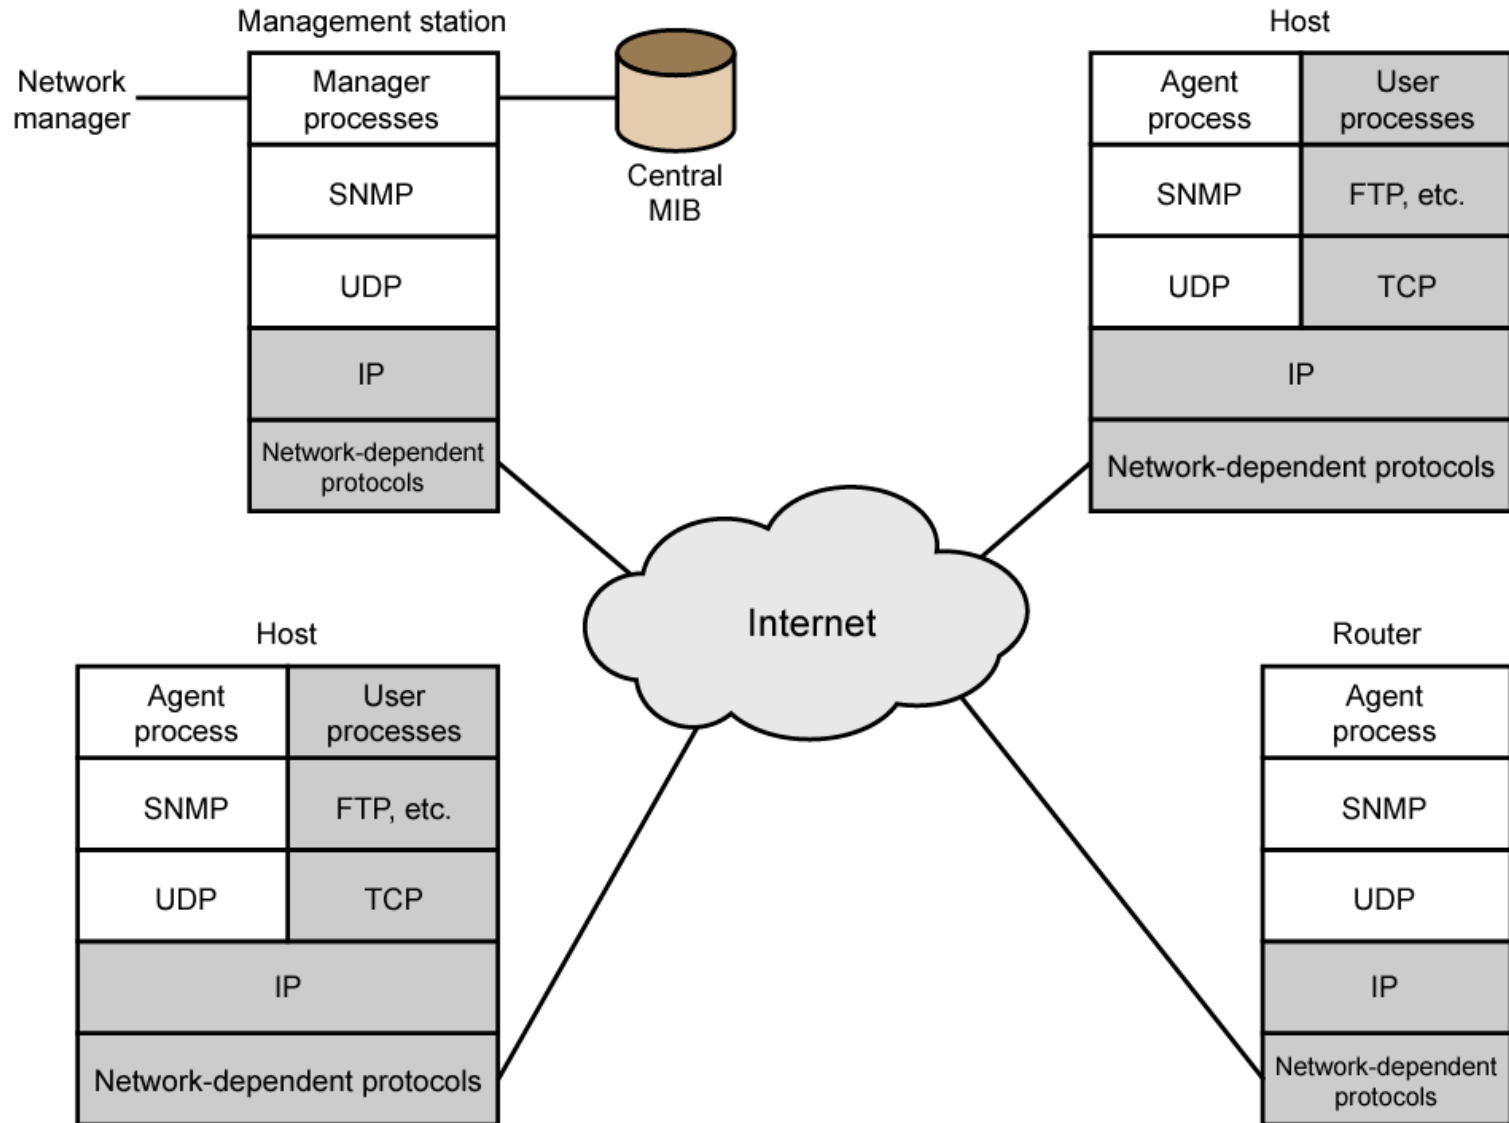 Management station
Network
manager
Manager
processes
SNMP
UDP
IP
Network-dependent
protocols
Central
MIB
Host
Agent
process
User
processes
SNMP
FTP, etc.
UDP
TCP
IP
Network-dependent protocols
Internet
Host
Agent
process
User
processes
SNMP
FTP, etc.
UDP
TCP
IP
Network-dependent protocols
Router
Agent
process
SNMP
UDP
IP
Network-dependent
protocols